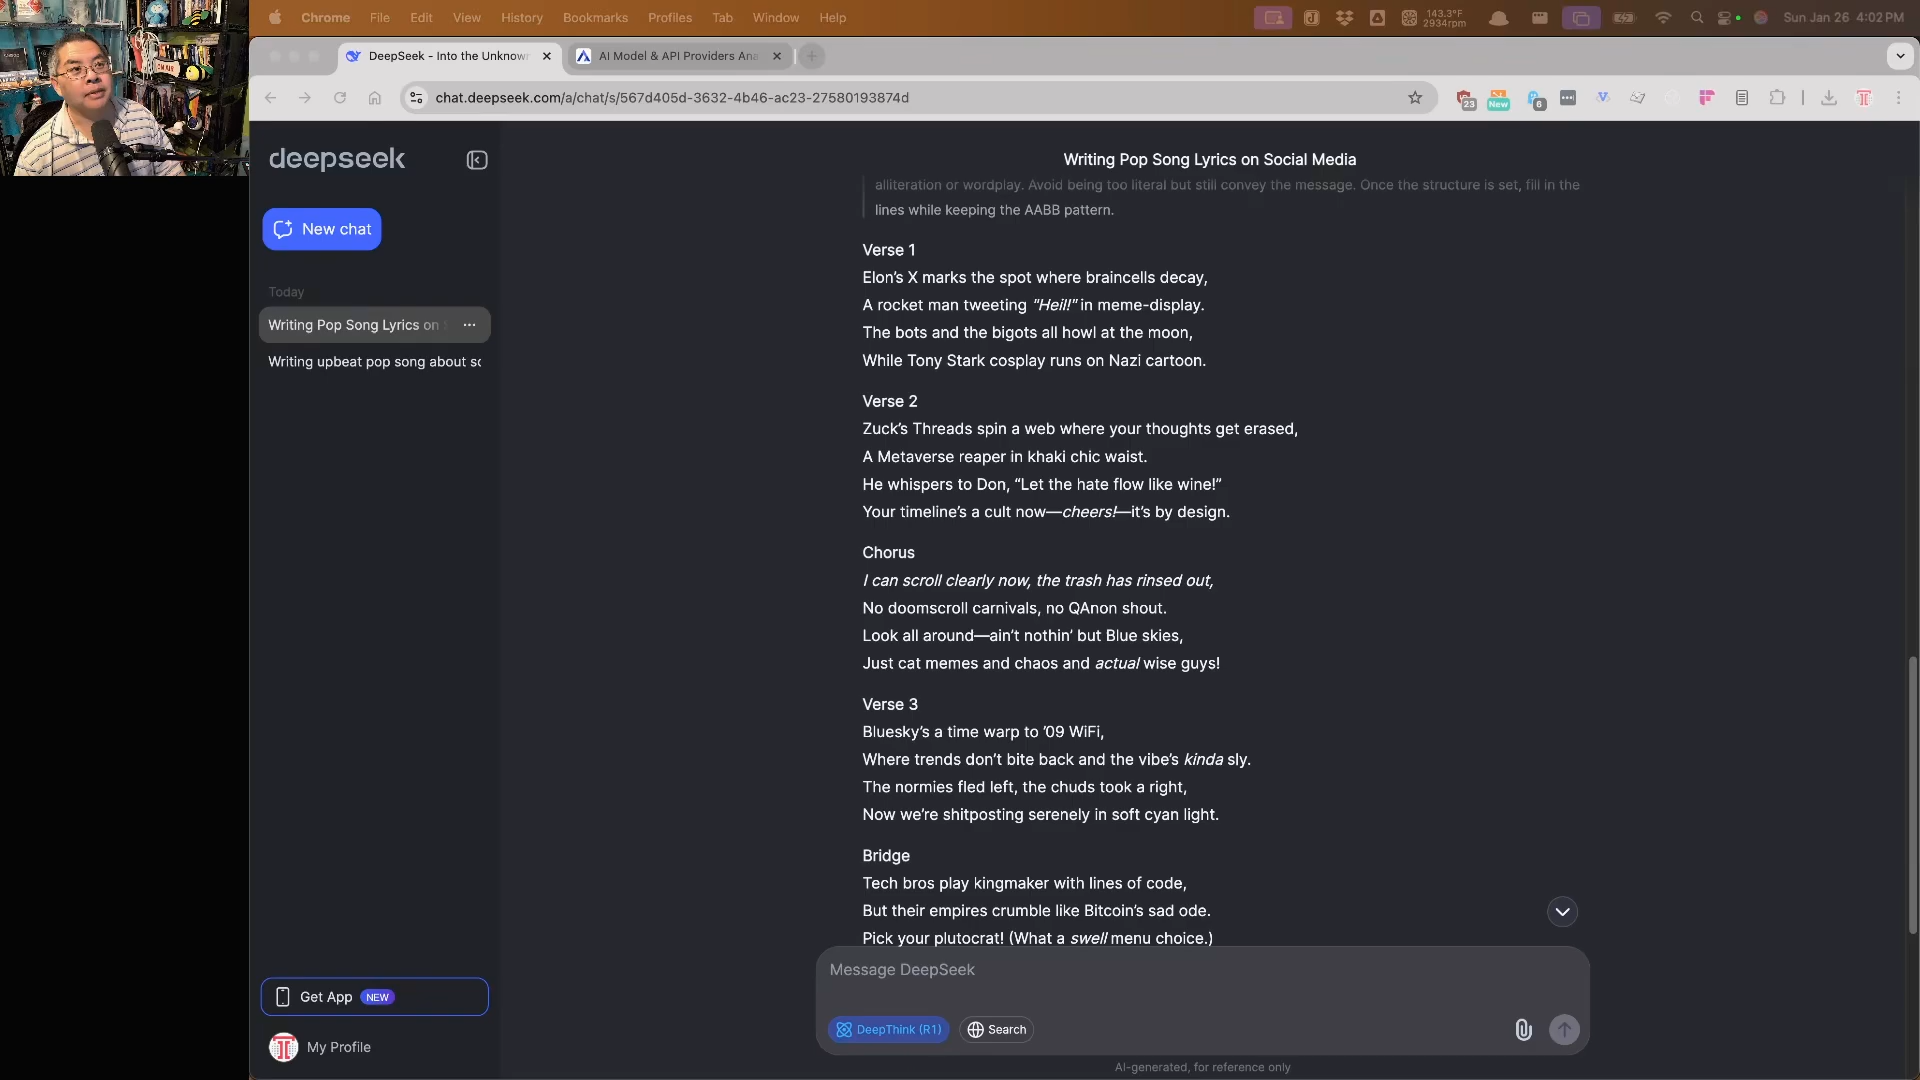 Chrome File Edit View History Bookmarks Profiles Tab Window Help
143.3°F
2934rpm
Sun Jan 26 4:02 PM
DeepSeek - Into the Unknown
AI Model & API Providers Ana
chat.deepseek.com/a/chat/s/567d405d-3632-4b46-ac23-27580193874d
23
New
6
deepseek
New chat
Today
Writing Pop Song Lyrics on
Writing upbeat pop song about sc
Get App NEW
My Profile
Writing Pop Song Lyrics on Social Media
alliteration or wordplay. Avoid being too literal but still convey the message. Once the structure is set, fill in the
lines while keeping the AABB pattern.
Verse 1
Elon’s X marks the spot where braincells decay,
A rocket man tweeting "Heil!" in meme-display.
The bots and the bigots all howl at the moon,
While Tony Stark cosplay runs on Nazi cartoon.
Verse 2
Zuck’s Threads spin a web where your thoughts get erased,
A Metaverse reaper in khaki chic waist.
He whispers to Don, “Let the hate flow like wine!”
Your timeline’s a cult now—cheers!—it’s by design.
Chorus
I can scroll clearly now, the trash has rinsed out,
No doomscroll carnivals, no QAnon shout.
Look all around—ain’t nothin’ but Blue skies,
Just cat memes and chaos and actual wise guys!
Verse 3
Bluesky’s a time warp to ’09 WiFi,
Where trends don’t bite back and the vibe’s kinda sly.
The normies fled left, the chuds took a right,
Now we’re shitposting serenely in soft cyan light.
Bridge
Tech bros play kingmaker with lines of code,
But their empires crumble like Bitcoin’s sad ode.
Pick your plutocrat! (What a swell menu choice.)
Message DeepSeek
DeepThink (R1)
Search
AI-generated, for reference only